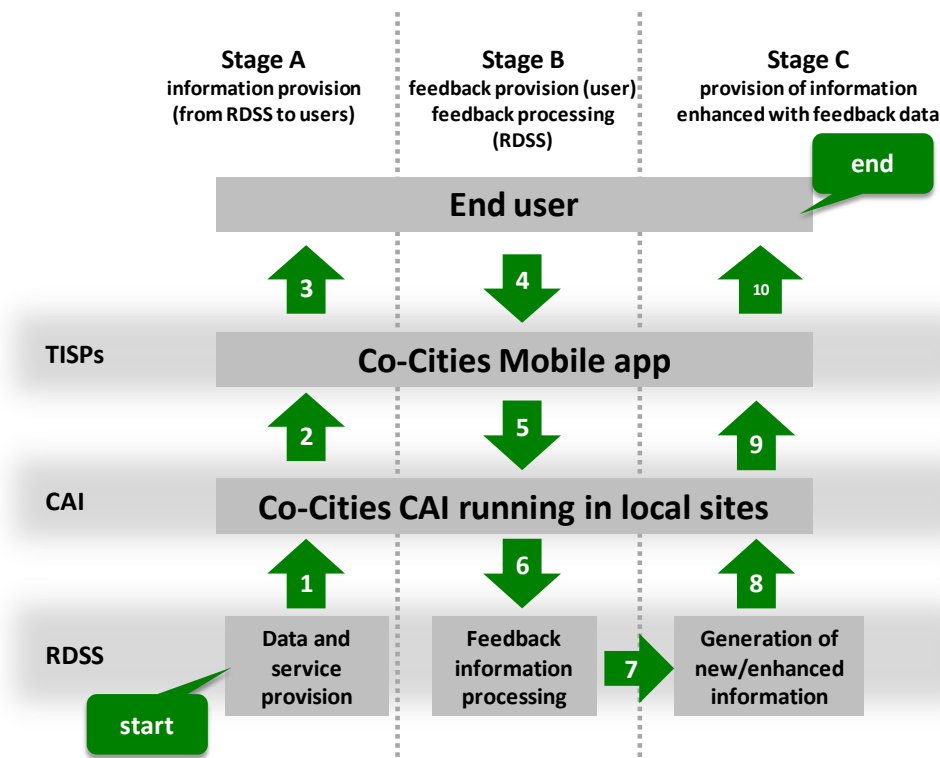 Stage A
information provision
(from RDSS to users)
Stage B
feedback provision (user)
feedback processing
(RDSS)
Stage C
provision of information
enhanced with feedback data
end
End user
3
4
10
TISPs
Co-Cities Mobile app
2
5
9
CAI
Co-Cities CAI running in local sites
1
6
8
RDSS
Data and
service
provision
Feedback
information
processing
7
Generation of
new/enhanced
information
start